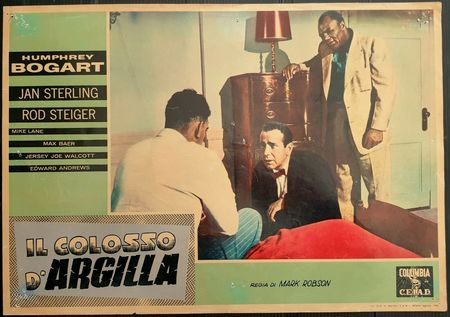 HUMPHREY
BOGART
JAN STERLING
ROD STEIGER
MIKE LANE
MAX BAER
JERSEY JOE WALCOTT
EDWARD ANDREWS
IL COLOSSO
D'ARGILLA
REGIA DI MARK ROBSON
COLUMBIA
C.E.I.A.D.